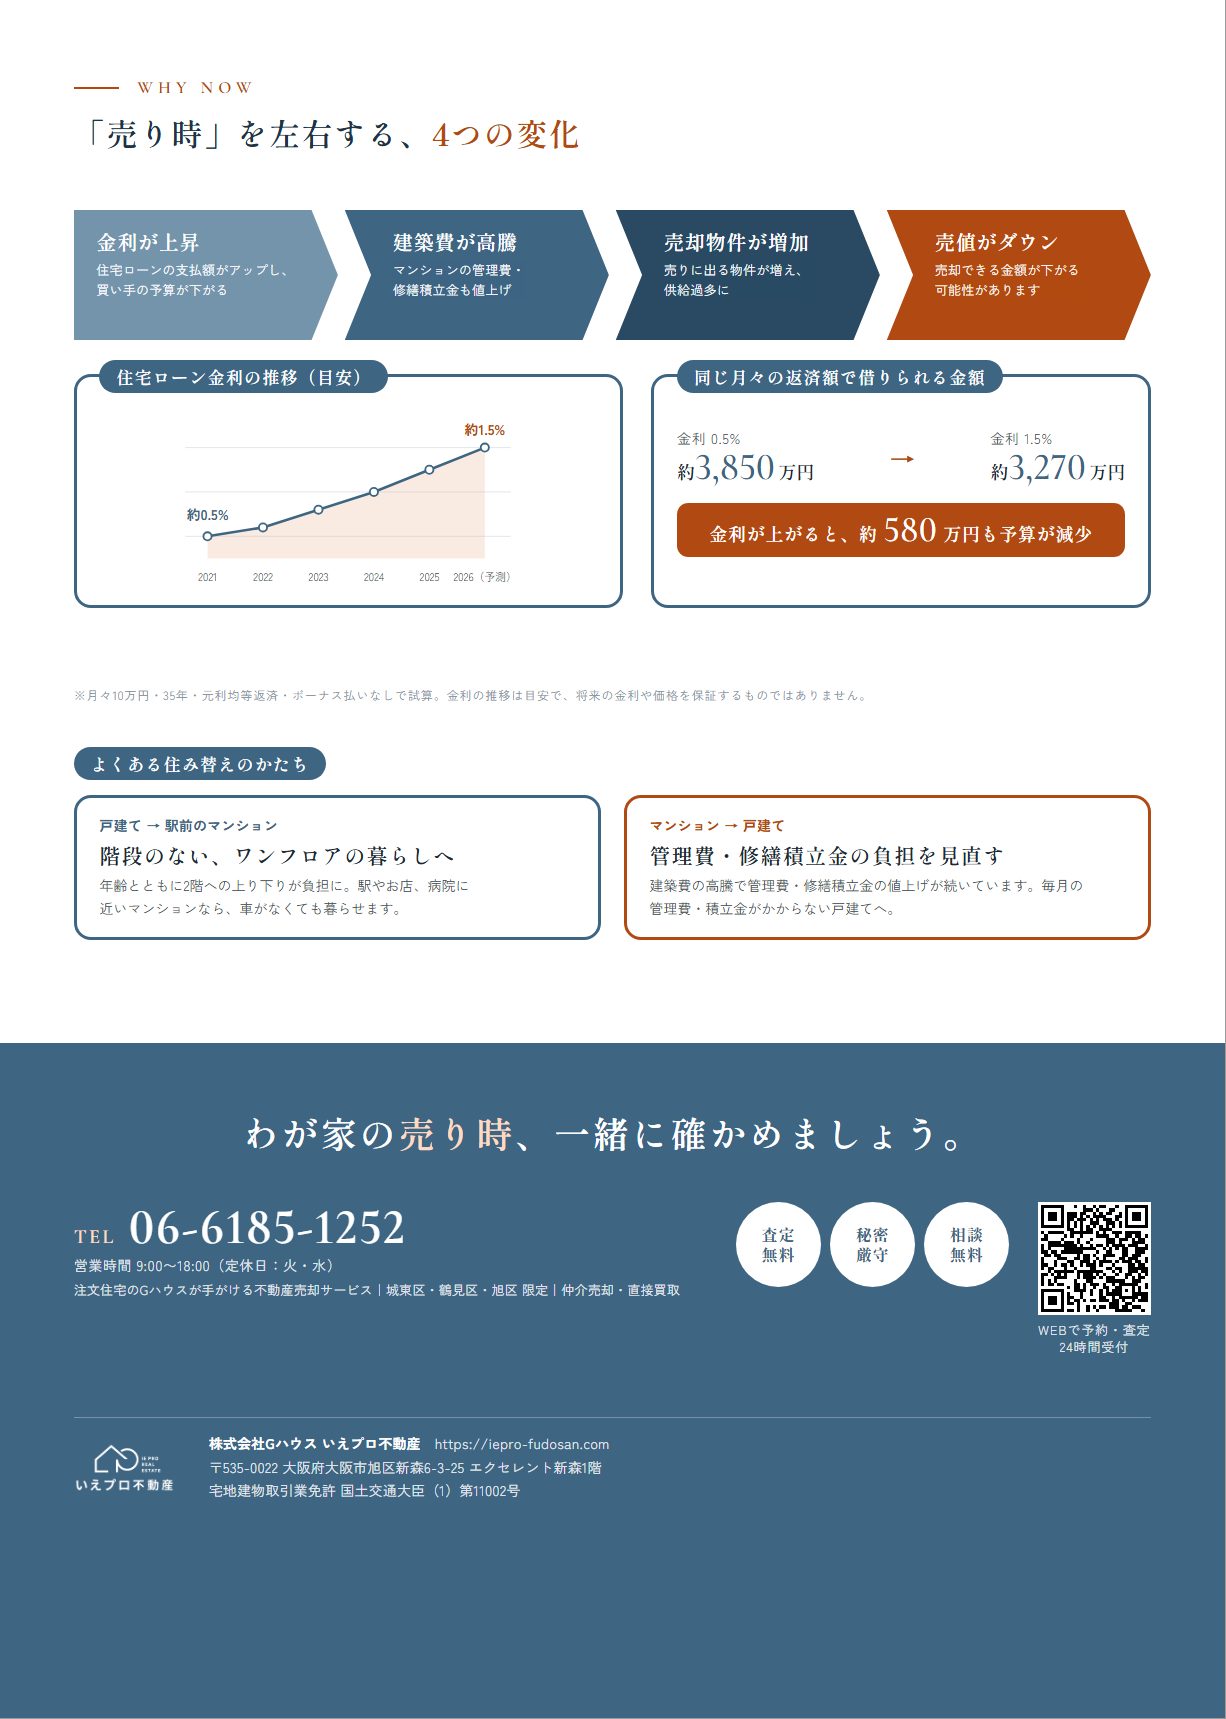 WHY NOW
「売り時」を左右する、4つの変化
金利が上昇
住宅ローンの支払額がアップし、
買い手の予算が下がる
建築費が高騰
マンションの管理費・
修繕積立金も値上げ
売却物件が増加
売りに出る物件が増え、
供給過多に
売値がダウン
売却できる金額が下がる
可能性があります
住宅ローン金利の推移（目安）
約1.5%
約0.5%
2021 2022 2023 2024 2025 2026（予測）
同じ月々の返済額で借りられる金額
金利 0.5%
約3,850 万円
→
金利 1.5%
約3,270 万円
金利が上がると、約 580 万円も予算が減少
※月々10万円・35年・元利均等返済・ボーナス払いなしで試算。金利の推移は目安で、将来の金利や価格を保証するものではありません。
よくある住み替えのかたち
戸建て → 駅前のマンション
階段のない、ワンフロアの暮らしへ
年齢とともに2階への上り下りが負担に。駅やお店、病院に
近いマンションなら、車がなくても暮らせます。
マンション → 戸建て
管理費・修繕積立金の負担を見直す
建築費の高騰で管理費・修繕積立金の値上げが続いています。毎月の
管理費・積立金がかからない戸建てへ。
わが家の売り時、一緒に確かめましょう。
TEL 06-6185-1252
営業時間 9:00〜18:00（定休日：火・水）
注文住宅のGハウスが手がける不動産売却サービス｜城東区・鶴見区・旭区 限定｜仲介売却・直接買取
査定
無料
秘密
厳守
相談
無料
WEBで予約・査定
24時間受付
IE PRO
REAL
ESTATE
いえプロ不動産
株式会社Gハウス いえプロ不動産 https://iepro-fudosan.com
〒535-0022 大阪府大阪市旭区新森6-3-25 エクセレント新森1階
宅地建物取引業免許 国土交通大臣（1）第11002号